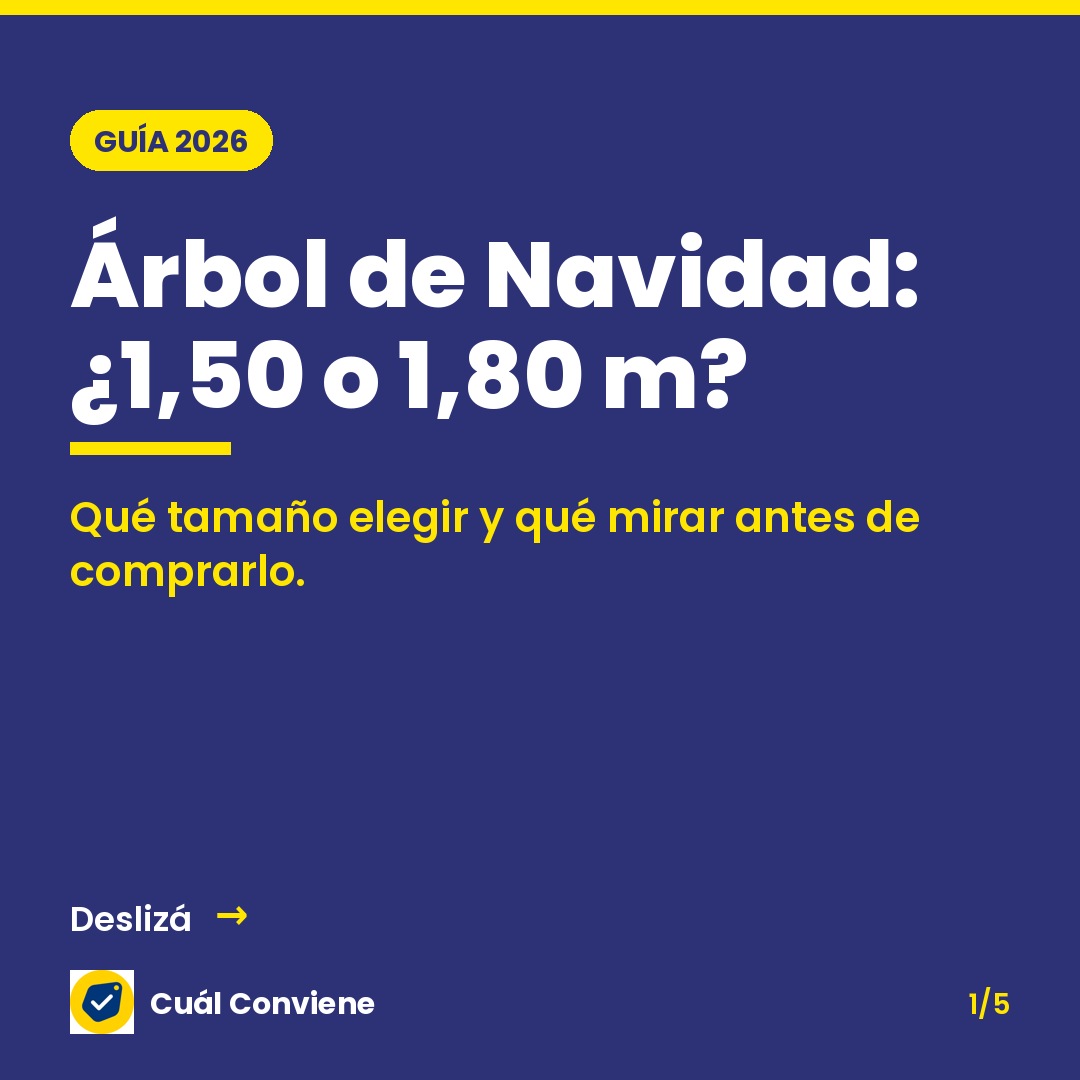 GUÍA 2026
Árbol de Navidad:
¿1,50 o 1,80 m?
Qué tamaño elegir y qué mirar antes de
comprarlo.
Deslizá →
Cuál Conviene
1/5